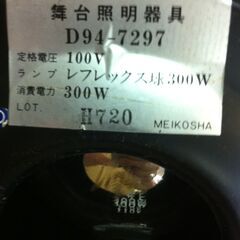 舞台照明器具
D94-7297
定格電圧 100V
ランプ レフレックス球300W
消費電力 300W
LOT. H720 MEIKOSHA